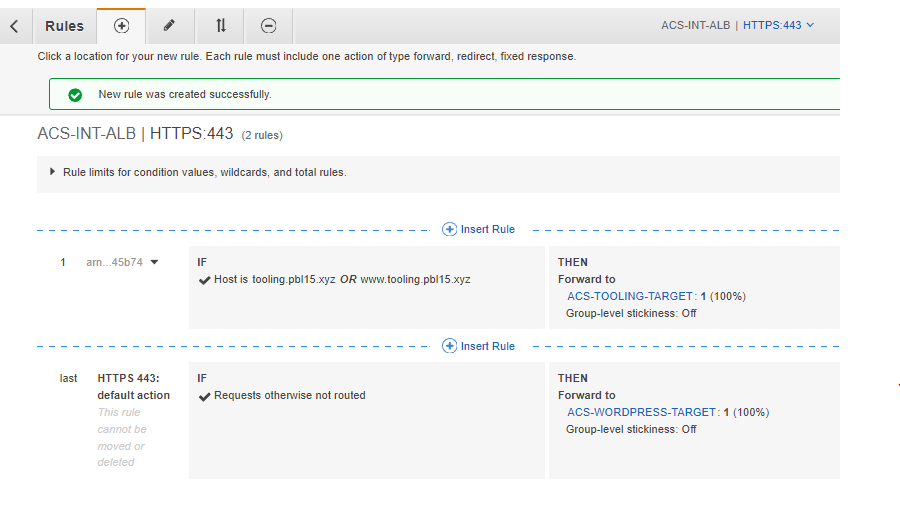 Rules
ACS-INT-ALB | HTTPS:443
Click a location for your new rule. Each rule must include one action of type forward, redirect, fixed response.
New rule was created successfully.
ACS-INT-ALB | HTTPS:443 (2 rules)
Rule limits for condition values, wildcards, and total rules.
Insert Rule
1 arn...45b74
IF
Host is tooling.pbl15.xyz OR www.tooling.pbl15.xyz
THEN
Forward to
ACS-TOOLING-TARGET: 1 (100%)
Group-level stickiness: Off
Insert Rule
last HTTPS 443:
default action
This rule
cannot be
moved or
deleted
IF
Requests otherwise not routed
THEN
Forward to
ACS-WORDPRESS-TARGET: 1 (100%)
Group-level stickiness: Off